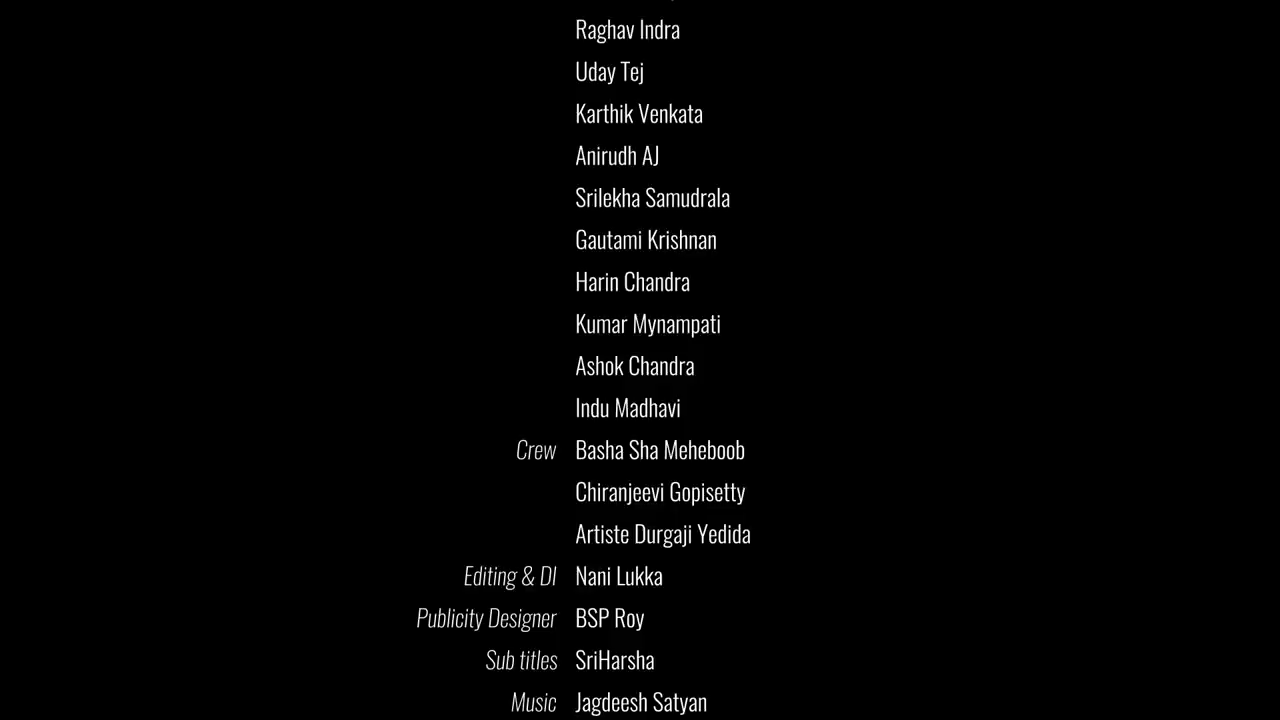 Raghav Indra
Uday Tej
Karthik Venkata
Anirudh AJ
Srilekha Samudrala
Gautami Krishnan
Harin Chandra
Kumar Mynampati
Ashok Chandra
Indu Madhavi
Crew Basha Sha Meheboob
Chiranjeevi Gopisetty
Artiste Durgaji Yedida
Editing & DI Nani Lukka
Publicity Designer BSP Roy
Sub titles SriHarsha
Music Jagdeesh Satyan